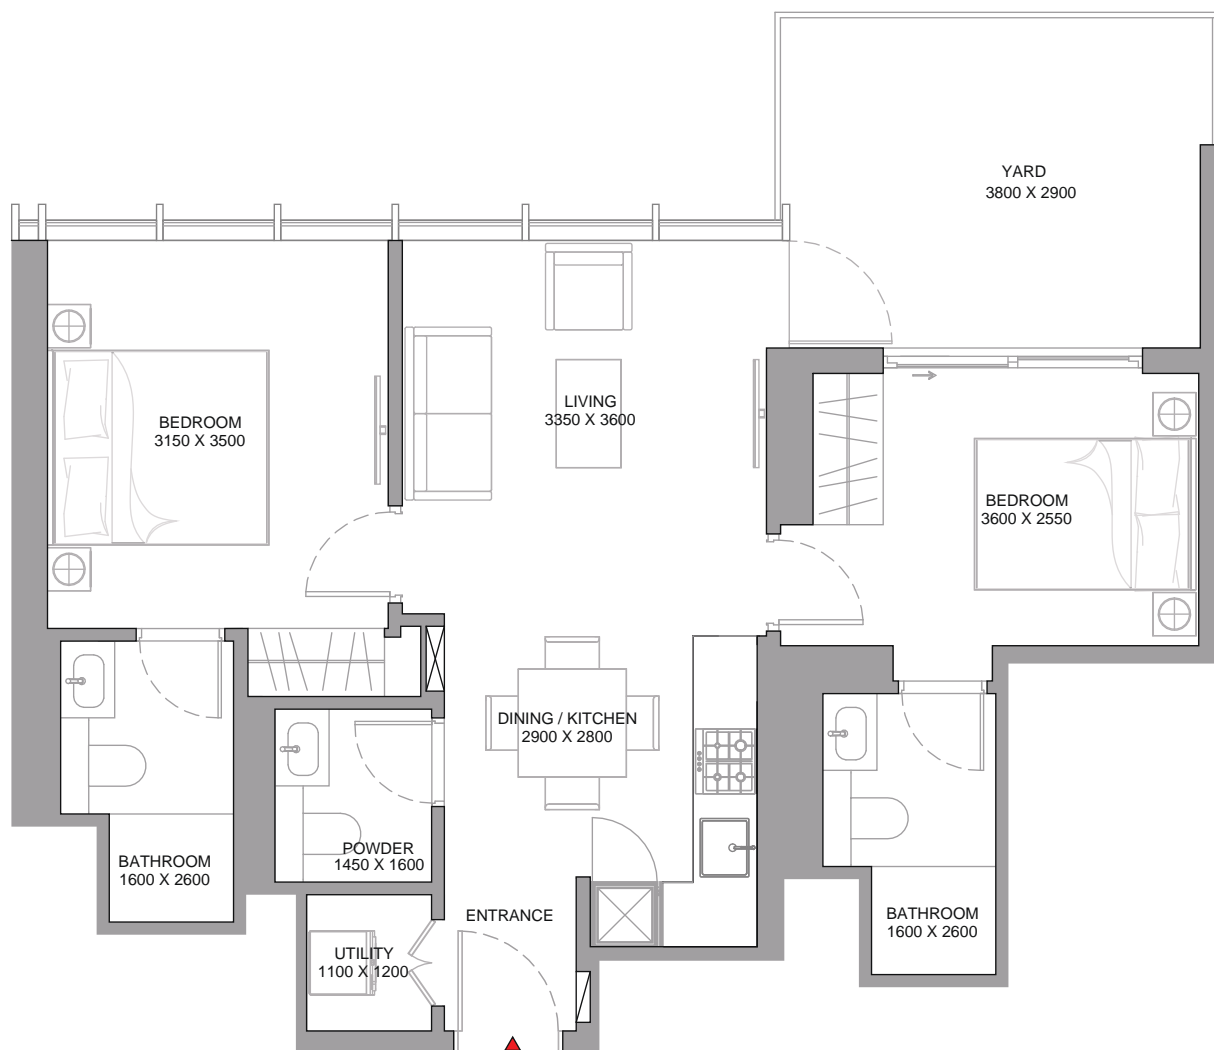 YARD
3800 X 2900
LIVING
3350 X 3600
BEDROOM
3150 X 3500
BEDROOM
3600 X 2550
DINING / KITCHEN
2900 X 2800
POWDER
1450 X 1600
BATHROOM
1600 X 2600
ENTRANCE
BATHROOM
1600 X 2600
UTILITY
1100 X 1200